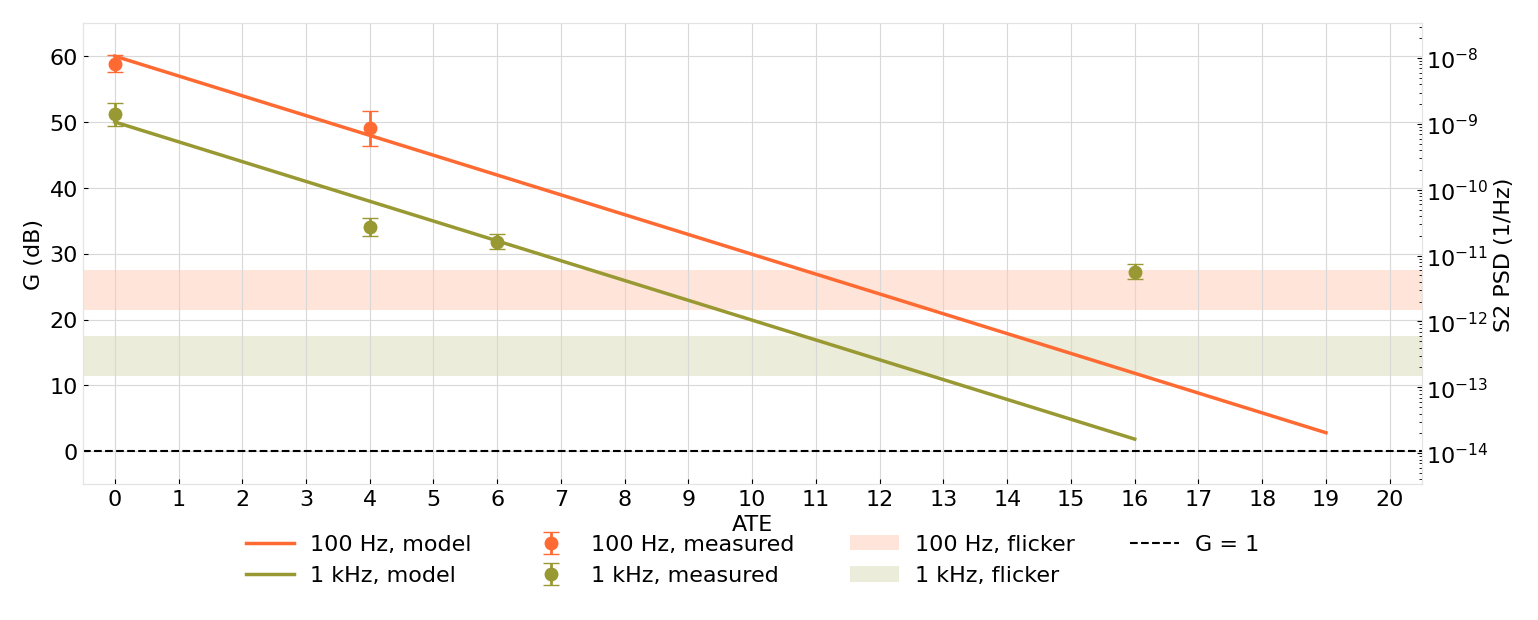 G (dB)
60
50
40
30
20
10
0
10⁻⁸
10⁻⁹
10⁻¹⁰
10⁻¹¹
10⁻¹²
10⁻¹³
10⁻¹⁴
S2 PSD (1/Hz)
0 1 2 3 4 5 6 7 8 9 10 11 12 13 14 15 16 17 18 19 20
ATE
100 Hz, model 100 Hz, measured 100 Hz, flicker G = 1
1 kHz, model 1 kHz, measured 1 kHz, flicker